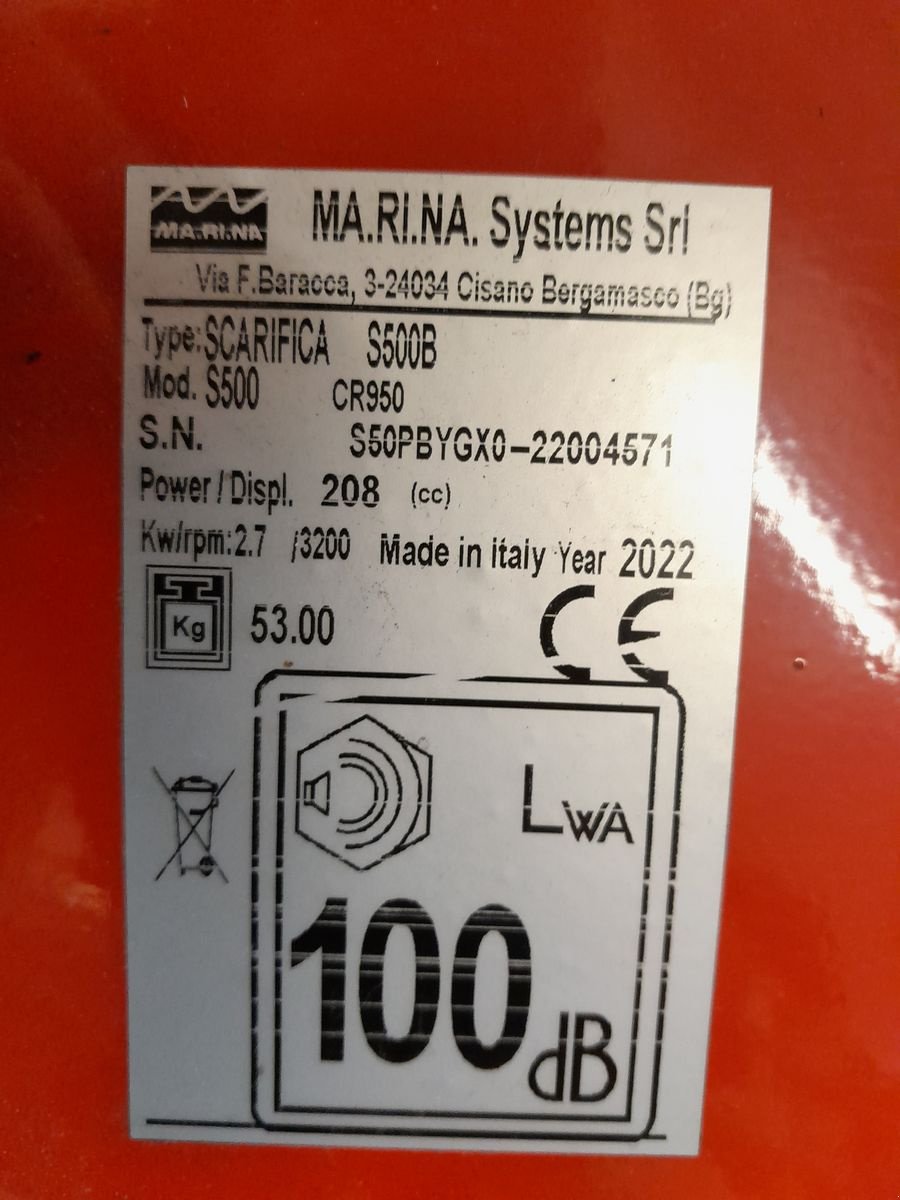 MA.RI.NA
MA.RI.NA. Systems Srl
Via F.Baracca, 3-24034 Cisano Bergamasco (Bg)
Type: SCARIFICA S500B
Mod. S500 CR950
S.N. S50PBYGX0-22004571
Power / Displ. 208 (cc)
Kw/rpm: 2.7 /3200 Made in italy Year 2022
Kg 53.00 CE
LWA
100 dB